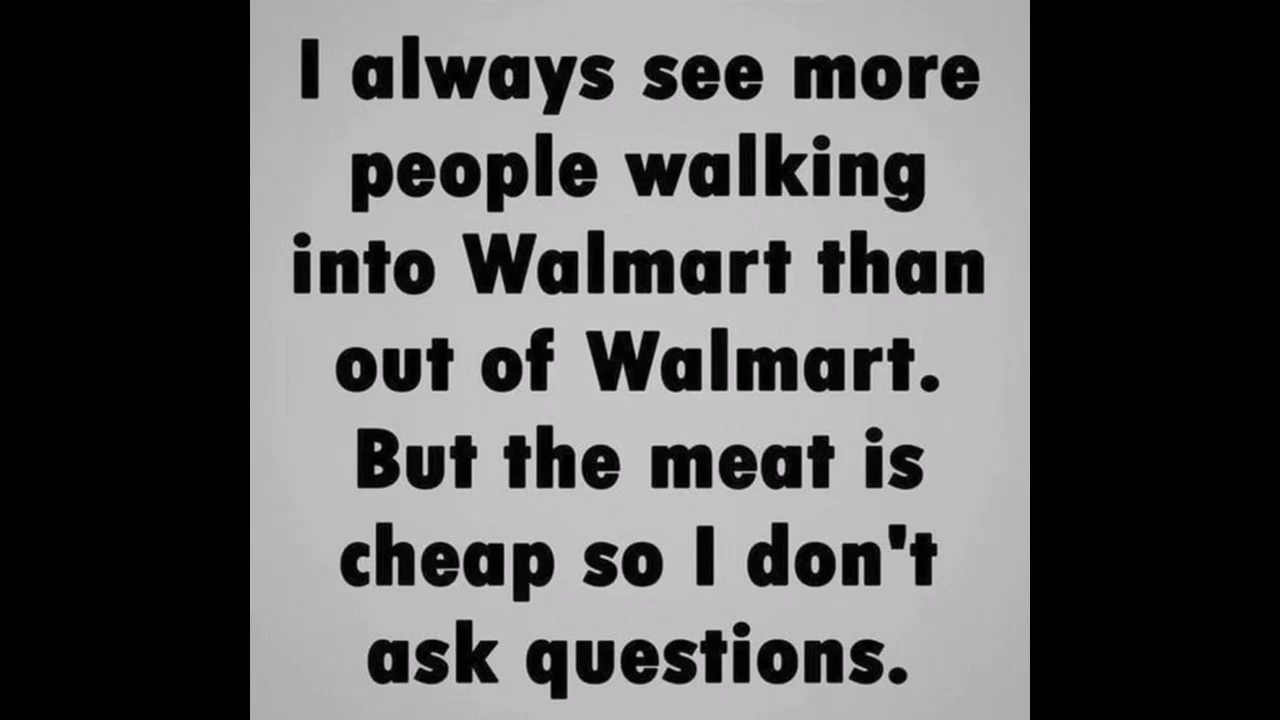 I always see more
people walking
into Walmart than
out of Walmart.
But the meat is
cheap so I don't
ask questions.